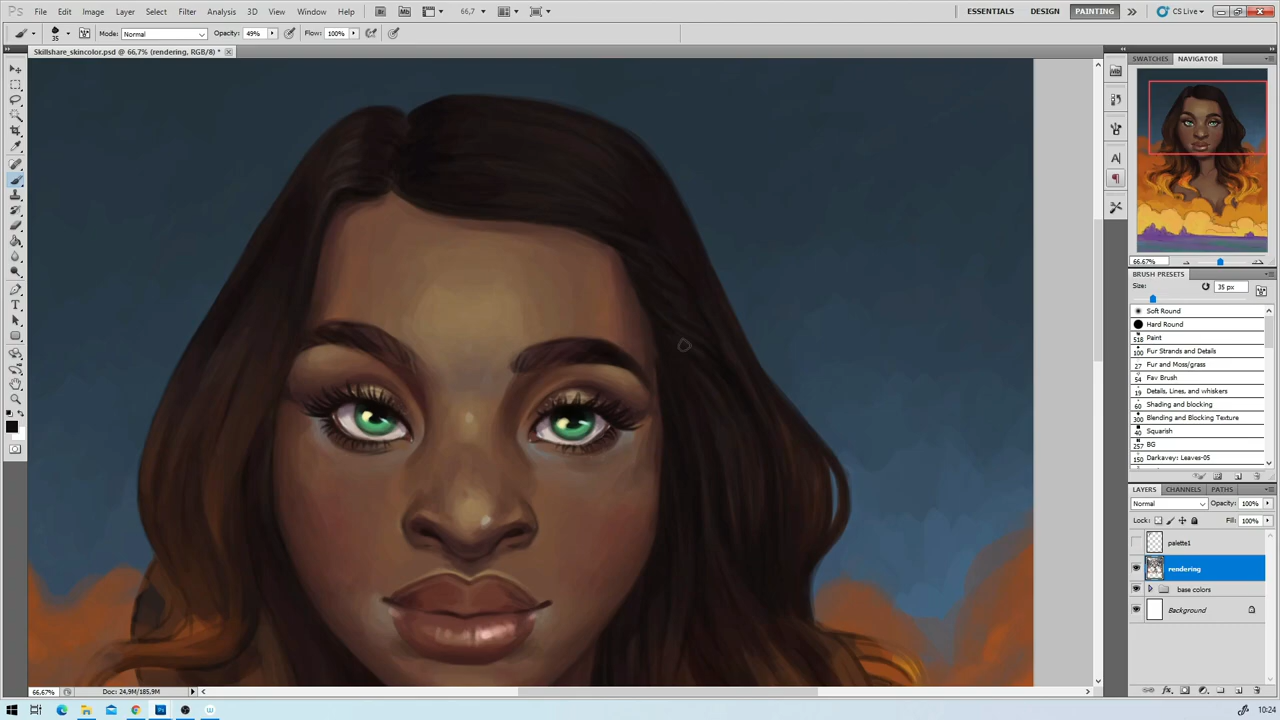 Ps File Edit Image Layer Select Filter Analysis 3D View Window Help Br Mb 66,7 ESSENTIALS DESIGN PAINTING CS Live
35 Mode: Normal Opacity: 49% Flow: 100%
Skillshare_skincolor.psd @ 66,7% (rendering, RGB/8) *
SWATCHES NAVIGATOR
66.67%
BRUSH PRESETS
Size: 35 px
Soft Round
Hard Round
518 Paint
100 Fur Strands and Details
27 Fur and Moss/grass
54 Fav Brush
19 Details, Lines, and whiskers
60 Shading and blocking
300 Blending and Blocking Texture
40 Squarish
257 BG
150 Darkavey: Leaves-05
LAYERS CHANNELS PATHS
Normal Opacity: 100%
Lock: Fill: 100%
palette1
rendering
base colors
Background
66.67% Doc: 24,9M/185,9M
10:24